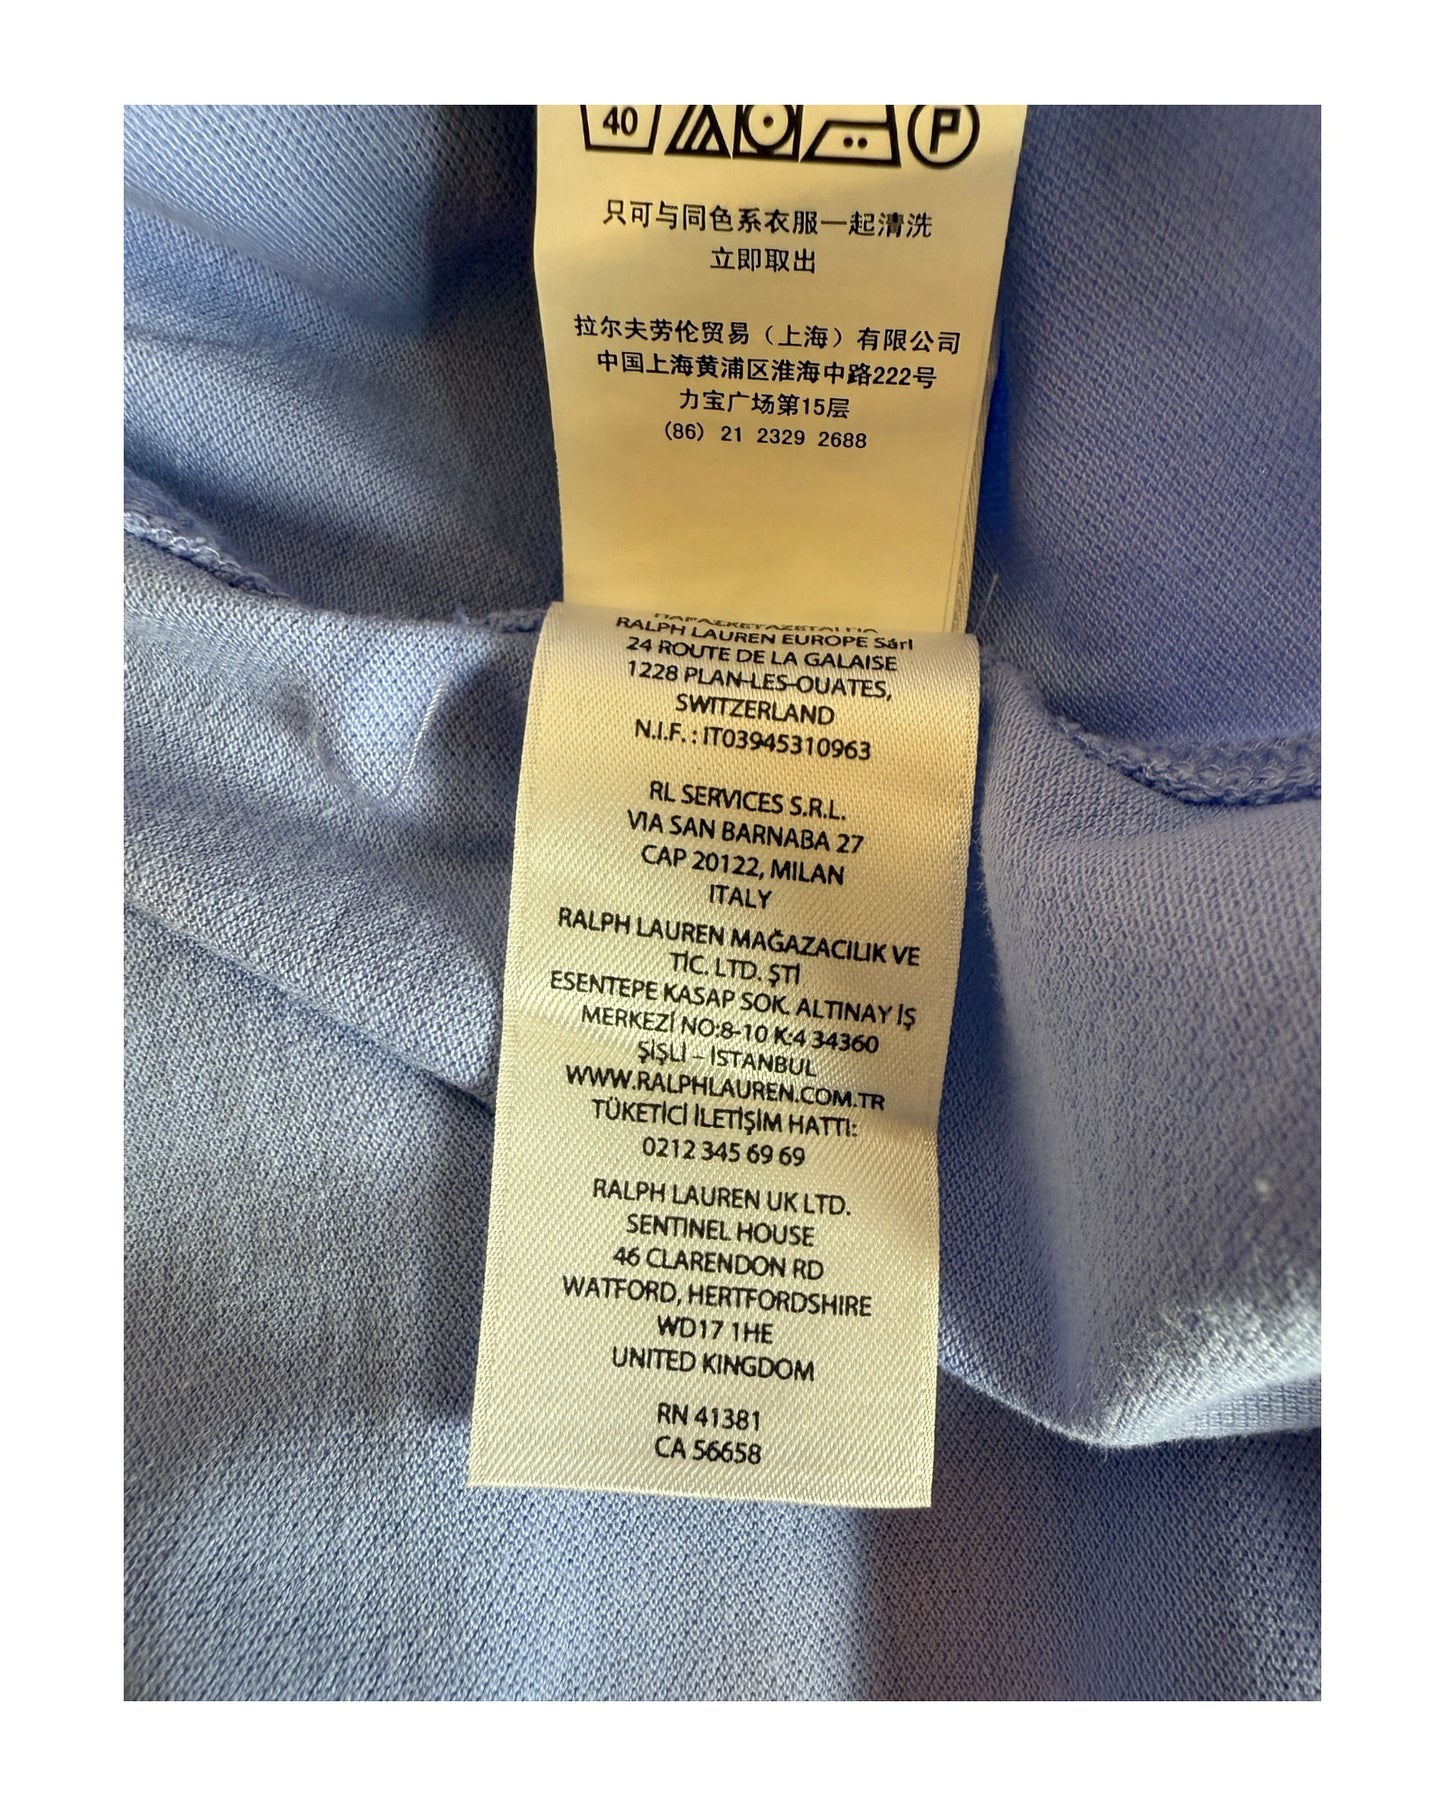 40
P
只可与同色系衣服一起清洗
立即取出
拉尔夫劳伦贸易（上海）有限公司
中国上海黄浦区淮海中路222号
力宝广场第15层
(86) 21 2329 2688
RALPH LAUREN EUROPE Sárl
24 ROUTE DE LA GALAISE
1228 PLAN-LES-OUATES,
SWITZERLAND
N.I.F. : IT03945310963
RL SERVICES S.R.L.
VIA SAN BARNABA 27
CAP 20122, MILAN
ITALY
RALPH LAUREN MAĞAZACILIK VE
TİC. LTD. ŞTİ
ESENTEPE KASAP SOK. ALTINAY İŞ
MERKEZİ NO:8-10 K:4 34360
ŞİŞLİ – İSTANBUL
WWW.RALPHLAUREN.COM.TR
TÜKETİCİ İLETİŞİM HATTI:
0212 345 69 69
RALPH LAUREN UK LTD.
SENTINEL HOUSE
46 CLARENDON RD
WATFORD, HERTFORDSHIRE
WD17 1HE
UNITED KINGDOM
RN 41381
CA 56658